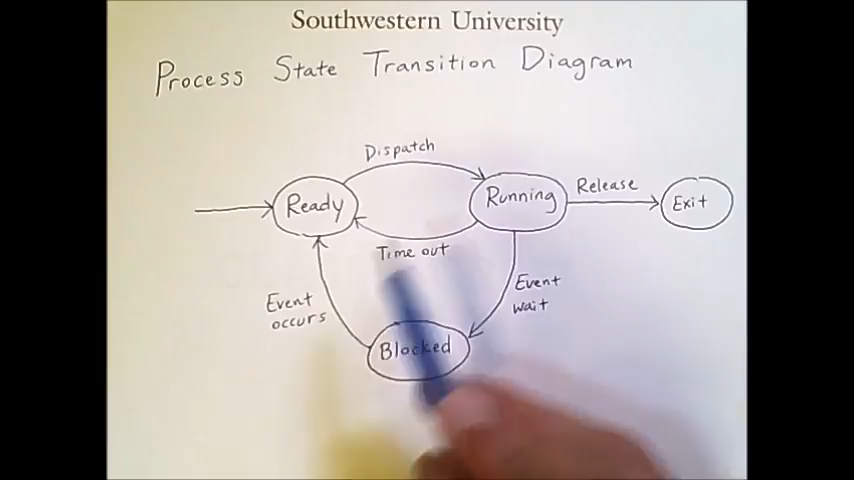 Southwestern University
Process State Transition Diagram
Dispatch
Ready
Running
Release
Exit
Time out
Event
wait
Event
occurs
Blocked